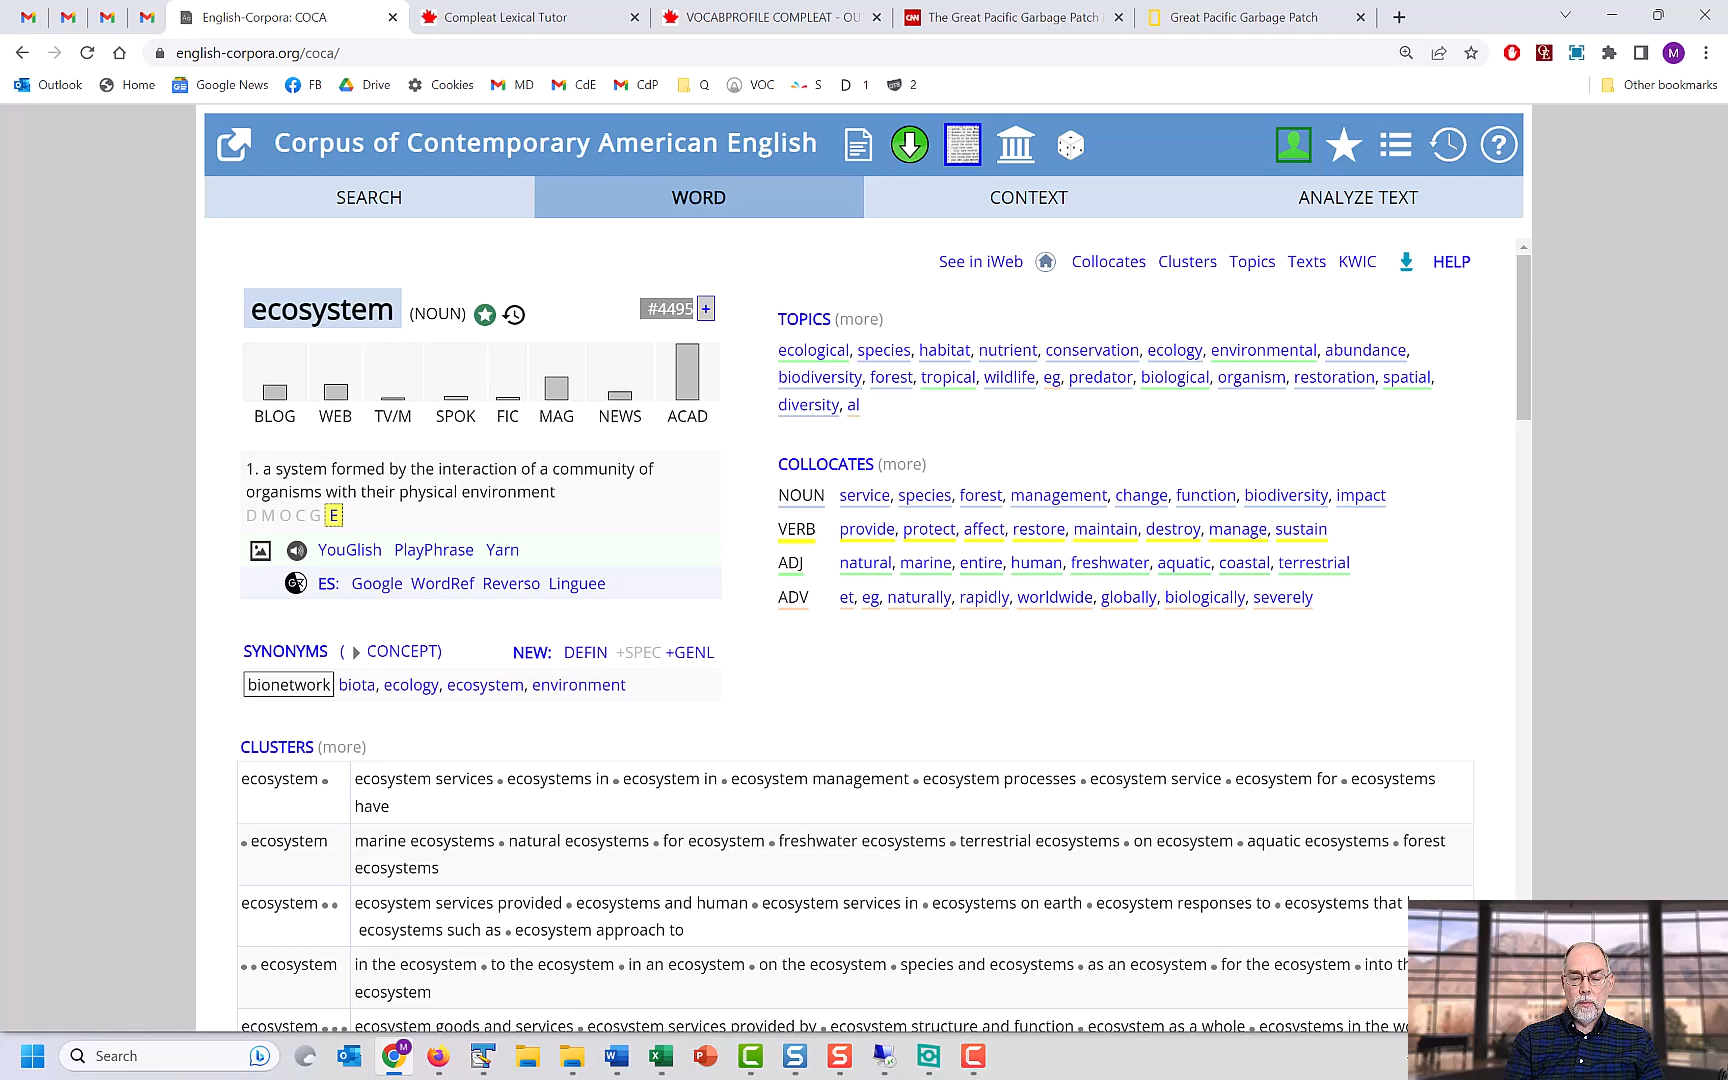 English-Corpora: COCA
Compleat Lexical Tutor
VOCABPROFILE COMPLEAT - OU
The Great Pacific Garbage Patch
Great Pacific Garbage Patch
english-corpora.org/coca/
M
Outlook Home Google News FB Drive Cookies MD CdE CdP Q VOC S D 1 2 Other bookmarks
Corpus of Contemporary American English
SEARCH WORD CONTEXT ANALYZE TEXT
See in iWeb Collocates Clusters Topics Texts KWIC HELP
ecosystem (NOUN) #4495 +
BLOG WEB TV/M SPOK FIC MAG NEWS ACAD
1. a system formed by the interaction of a community of
organisms with their physical environment
D M O C G E
YouGlish PlayPhrase Yarn
ES: Google WordRef Reverso Linguee
SYNONYMS ( CONCEPT) NEW: DEFIN +SPEC +GENL
bionetwork biota, ecology, ecosystem, environment
TOPICS (more)
ecological, species, habitat, nutrient, conservation, ecology, environmental, abundance,
biodiversity, forest, tropical, wildlife, eg, predator, biological, organism, restoration, spatial,
diversity, al
COLLOCATES (more)
NOUN service, species, forest, management, change, function, biodiversity, impact
VERB provide, protect, affect, restore, maintain, destroy, manage, sustain
ADJ natural, marine, entire, human, freshwater, aquatic, coastal, terrestrial
ADV et, eg, naturally, rapidly, worldwide, globally, biologically, severely
CLUSTERS (more)
ecosystem • ecosystem services • ecosystems in • ecosystem in • ecosystem management • ecosystem processes • ecosystem service • ecosystem for • ecosystems
have
• ecosystem marine ecosystems • natural ecosystems • for ecosystem • freshwater ecosystems • terrestrial ecosystems • on ecosystem • aquatic ecosystems • forest
ecosystems
ecosystem • • ecosystem services provided • ecosystems and human • ecosystem services in • ecosystems on earth • ecosystem responses to • ecosystems that
ecosystems such as • ecosystem approach to
• • ecosystem in the ecosystem • to the ecosystem • in an ecosystem • on the ecosystem • species and ecosystems • as an ecosystem • for the ecosystem • into th
ecosystem
ecosystem • • • ecosystem goods and services • ecosystem services provided by • ecosystem structure and function • ecosystem as a whole • ecosystems in the wo
Search